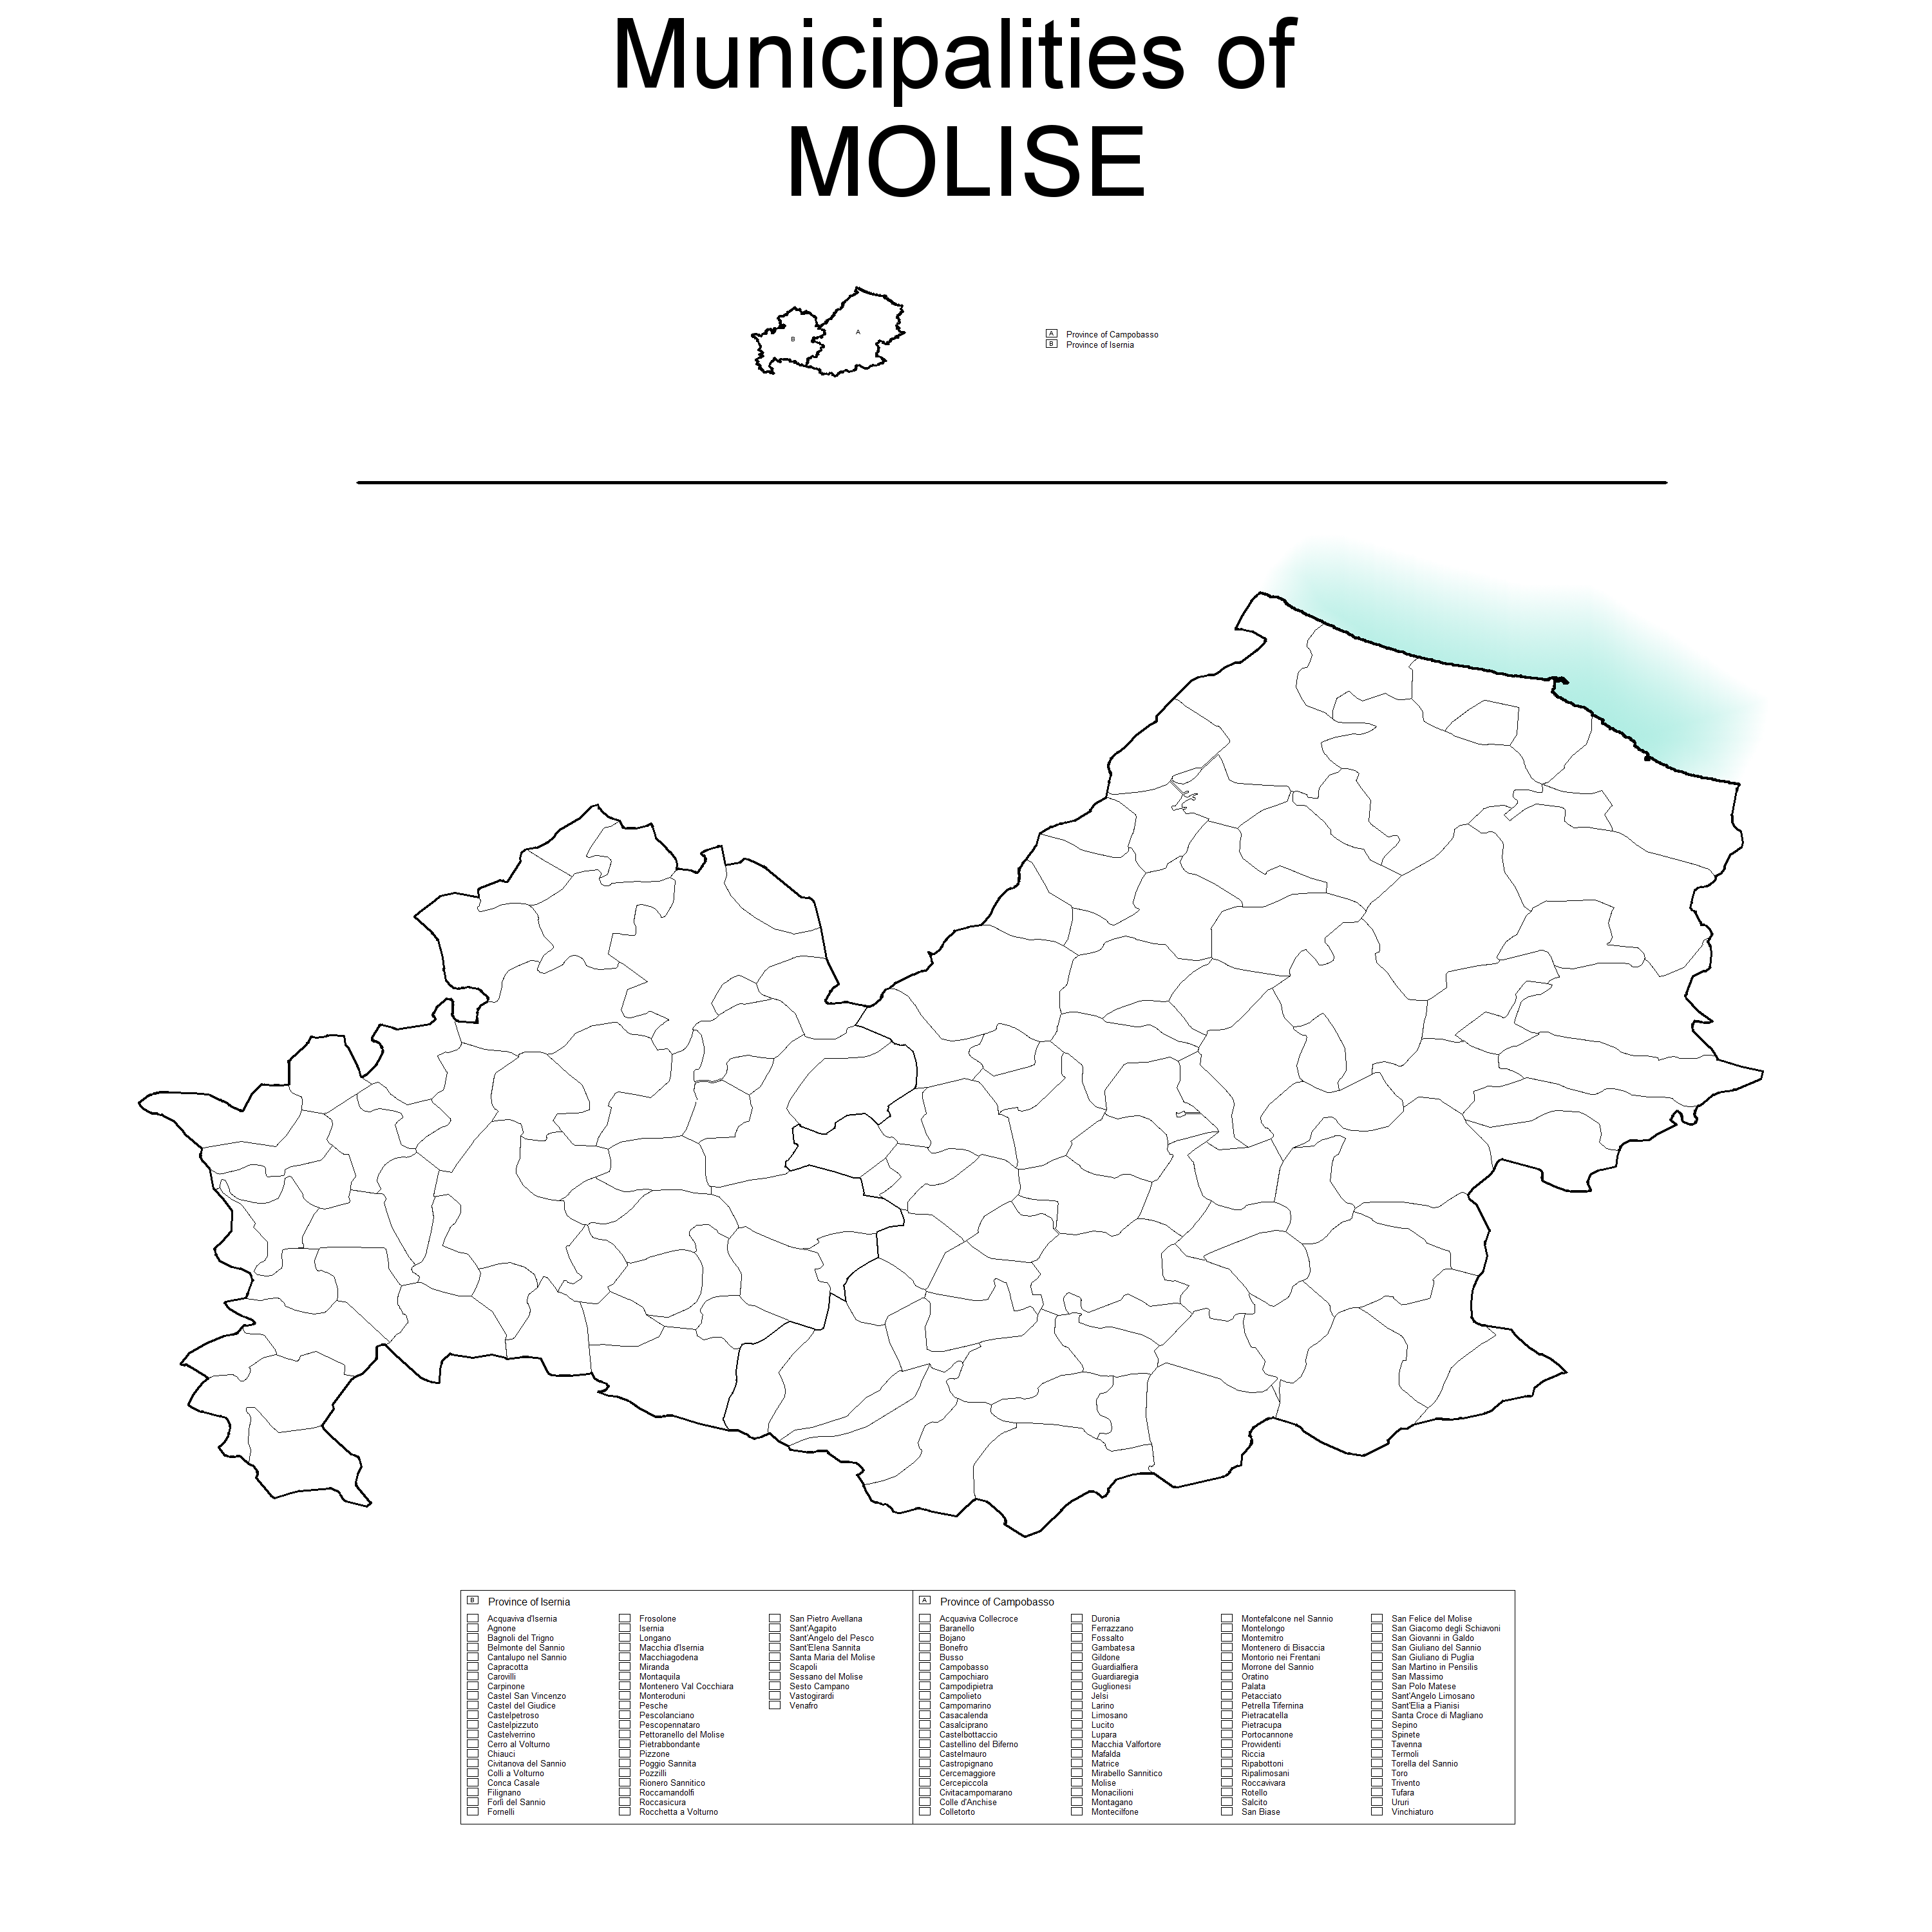 Municipalities of
MOLISE
A
B
A Province of Campobasso
B Province of Isernia
B Province of Isernia
Acquaviva d'Isernia
Agnone
Bagnoli del Trigno
Belmonte del Sannio
Cantalupo nel Sannio
Capracotta
Carovilli
Carpinone
Castel San Vincenzo
Castel del Giudice
Castelpetroso
Castelpizzuto
Castelverrino
Cerro al Volturno
Chiauci
Civitanova del Sannio
Colli a Volturno
Conca Casale
Filignano
Forlì del Sannio
Fornelli
Frosolone
Isernia
Longano
Macchia d'Isernia
Macchiagodena
Miranda
Montaquila
Montenero Val Cocchiara
Monteroduni
Pesche
Pescolanciano
Pescopennataro
Pettoranello del Molise
Pietrabbondante
Pizzone
Poggio Sannita
Pozzilli
Rionero Sannitico
Roccamandolfi
Roccasicura
Rocchetta a Volturno
San Pietro Avellana
Sant'Agapito
Sant'Angelo del Pesco
Sant'Elena Sannita
Santa Maria del Molise
Scapoli
Sessano del Molise
Sesto Campano
Vastogirardi
Venafro
A Province of Campobasso
Acquaviva Collecroce
Baranello
Bojano
Bonefro
Busso
Campobasso
Campochiaro
Campodipietra
Campolieto
Campomarino
Casacalenda
Casalciprano
Castelbottaccio
Castellino del Biferno
Castelmauro
Castropignano
Cercemaggiore
Cercepiccola
Civitacampomarano
Colle d'Anchise
Colletorto
Duronia
Ferrazzano
Fossalto
Gambatesa
Gildone
Guardialfiera
Guardiaregia
Guglionesi
Jelsi
Larino
Limosano
Lucito
Lupara
Macchia Valfortore
Mafalda
Matrice
Mirabello Sannitico
Molise
Monacilioni
Montagano
Montecilfone
Montefalcone nel Sannio
Montelongo
Montemitro
Montenero di Bisaccia
Montorio nei Frentani
Morrone del Sannio
Oratino
Palata
Petacciato
Petrella Tifernina
Pietracatella
Pietracupa
Portocannone
Provvidenti
Riccia
Ripabottoni
Ripalimosani
Roccavivara
Rotello
Salcito
San Biase
San Felice del Molise
San Giacomo degli Schiavoni
San Giovanni in Galdo
San Giuliano del Sannio
San Giuliano di Puglia
San Martino in Pensilis
San Massimo
San Polo Matese
Sant'Angelo Limosano
Sant'Elia a Pianisi
Santa Croce di Magliano
Sepino
Spinete
Tavenna
Termoli
Torella del Sannio
Toro
Trivento
Tufara
Ururi
Vinchiaturo